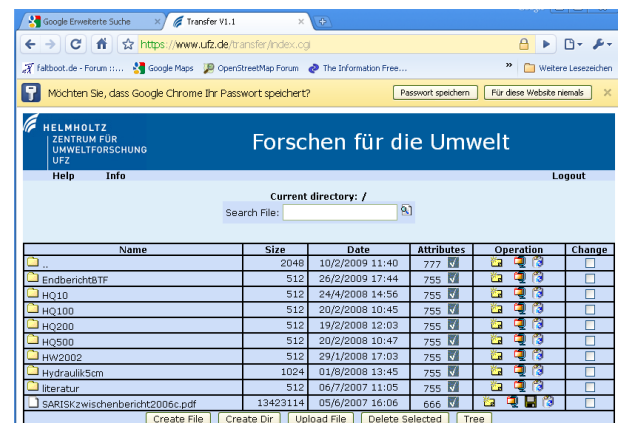 Google Erweiterte Suche
Transfer V1.1
https://www.ufz.de/transfer/index.cgi
faltboot.de - Forum ::...
Google Maps
OpenStreetMap Forum
The Information Free...
»
Weitere Lesezeichen
Möchten Sie, dass Google Chrome Ihr Passwort speichert?
Passwort speichern
Für diese Website niemals
HELMHOLTZ
ZENTRUM FÜR
UMWELTFORSCHUNG
UFZ
Forschen für die Umwelt
Help Info Logout
Current directory: /
Search File:
Name Size Date Attributes Operation Change
.. 2048 10/2/2009 11:40 777
EndberichtBTF 512 26/2/2009 17:44 755
HQ10 512 24/4/2008 14:56 755
HQ100 512 20/2/2008 10:45 755
HQ200 512 19/2/2008 12:03 755
HQ500 512 20/2/2008 10:47 755
HW2002 512 29/1/2008 17:03 755
Hydraulik5cm 1024 01/8/2008 13:45 755
literatur 512 06/7/2007 11:05 755
SARISKzwischenbericht2006c.pdf 13423114 05/6/2007 16:06 666
Create File Create Dir Upload File Delete Selected Tree